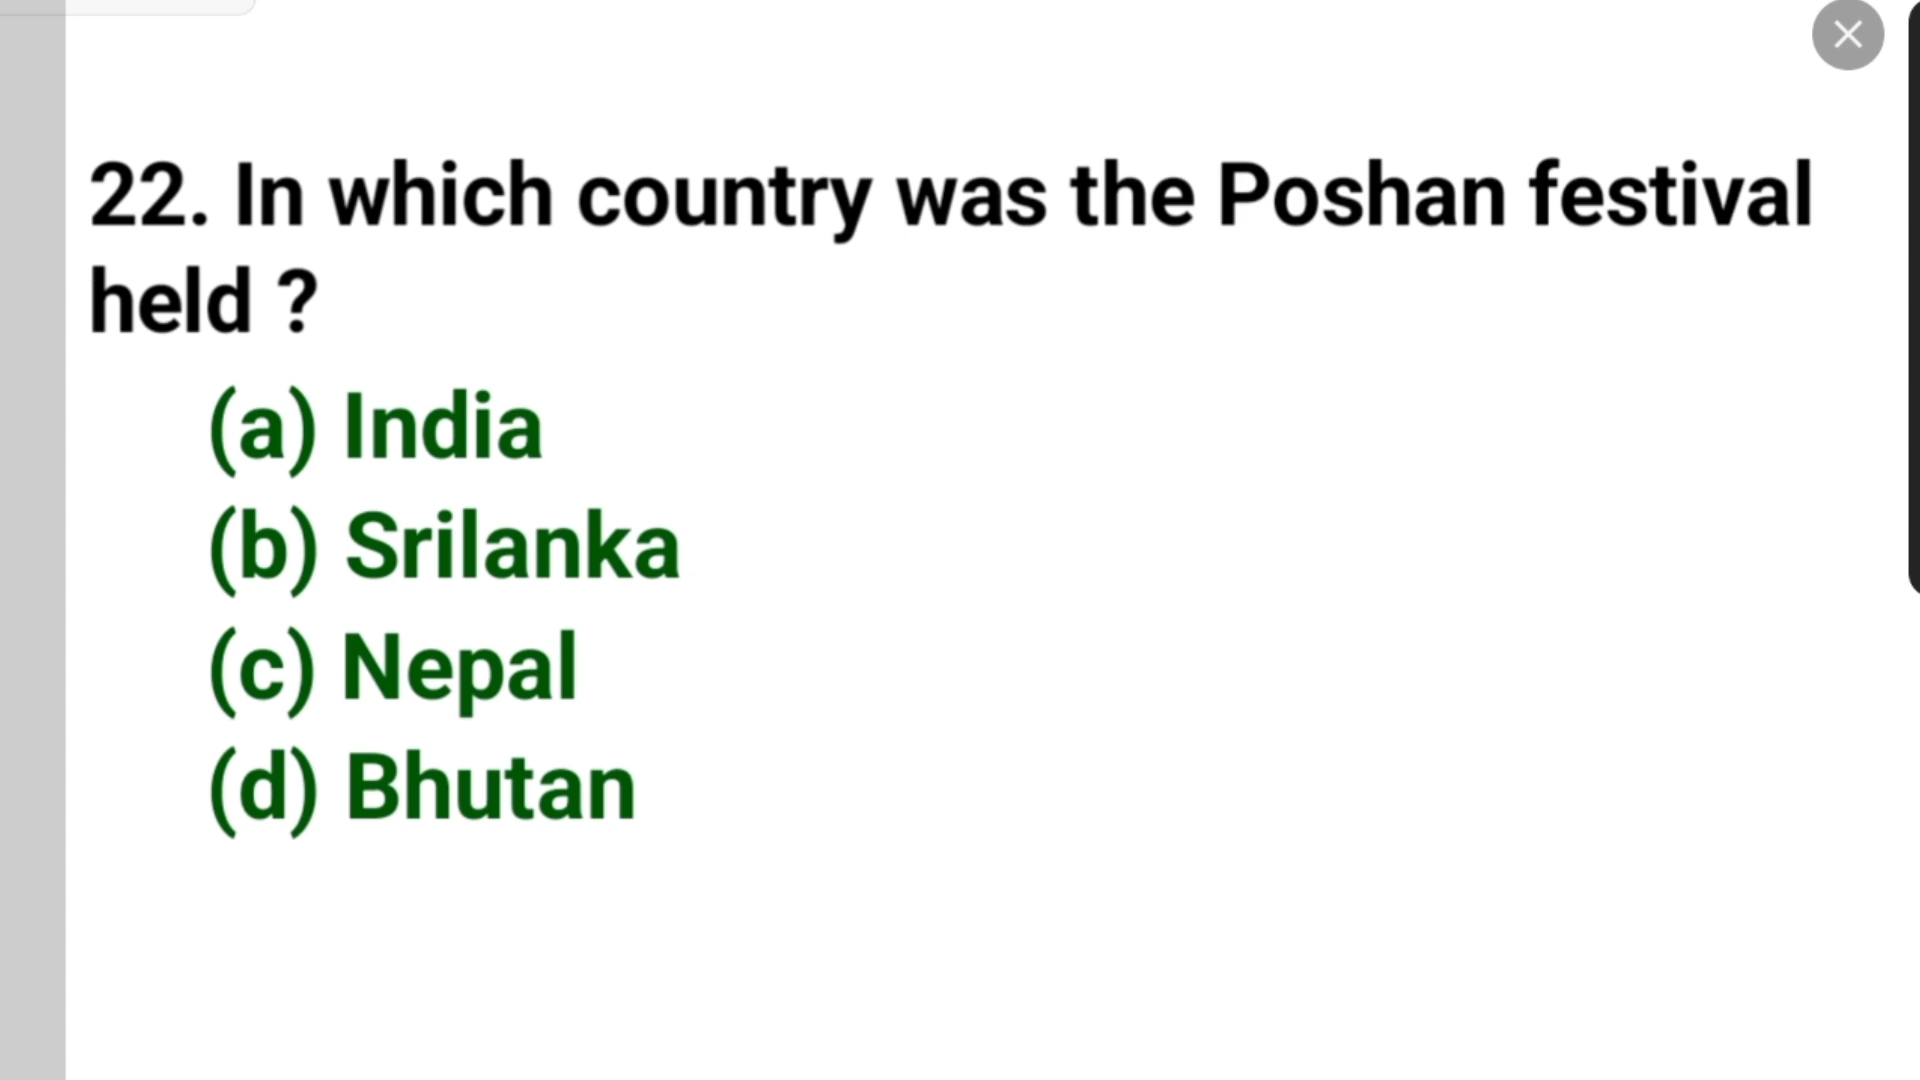 22. In which country was the Poshan festival
held ?
(a) India
(b) Srilanka
(c) Nepal
(d) Bhutan